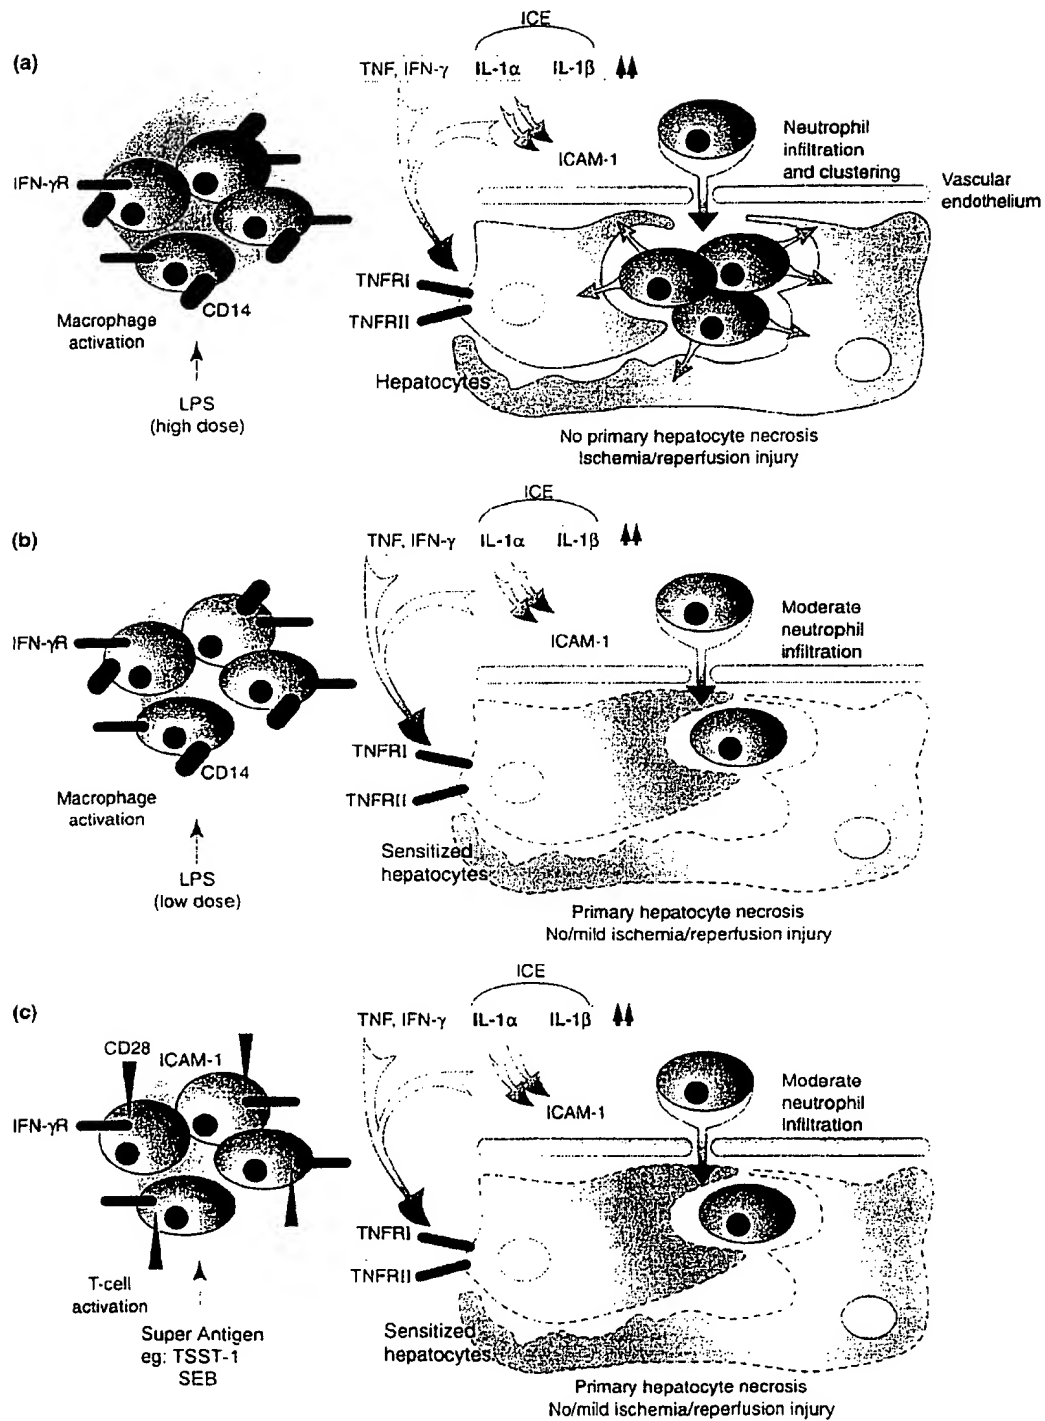 (a)
ICE
TNF, IFN-γ IL-1α IL-1β
ICAM-1
Neutrophil
infiltration
and clustering
Vascular
endothelium
IFN-γR
CD14
Macrophage
activation
LPS
(high dose)
TNFRI
TNFRII
Hepatocytes
No primary hepatocyte necrosis
Ischemia/reperfusion injury
(b)
ICE
TNF, IFN-γ IL-1α IL-1β
ICAM-1
Moderate
neutrophil
infiltration
IFN-γR
CD14
Macrophage
activation
LPS
(low dose)
TNFRI
TNFRII
Sensitized
hepatocytes
Primary hepatocyte necrosis
No/mild ischemia/reperfusion injury
(c)
ICE
TNF, IFN-γ IL-1α IL-1β
ICAM-1
Moderate
neutrophil
infiltration
CD28 ICAM-1
IFN-γR
T-cell
activation
Super Antigen
eg: TSST-1
SEB
TNFRI
TNFRII
Sensitized
hepatocytes
Primary hepatocyte necrosis
No/mild ischemia/reperfusion injury